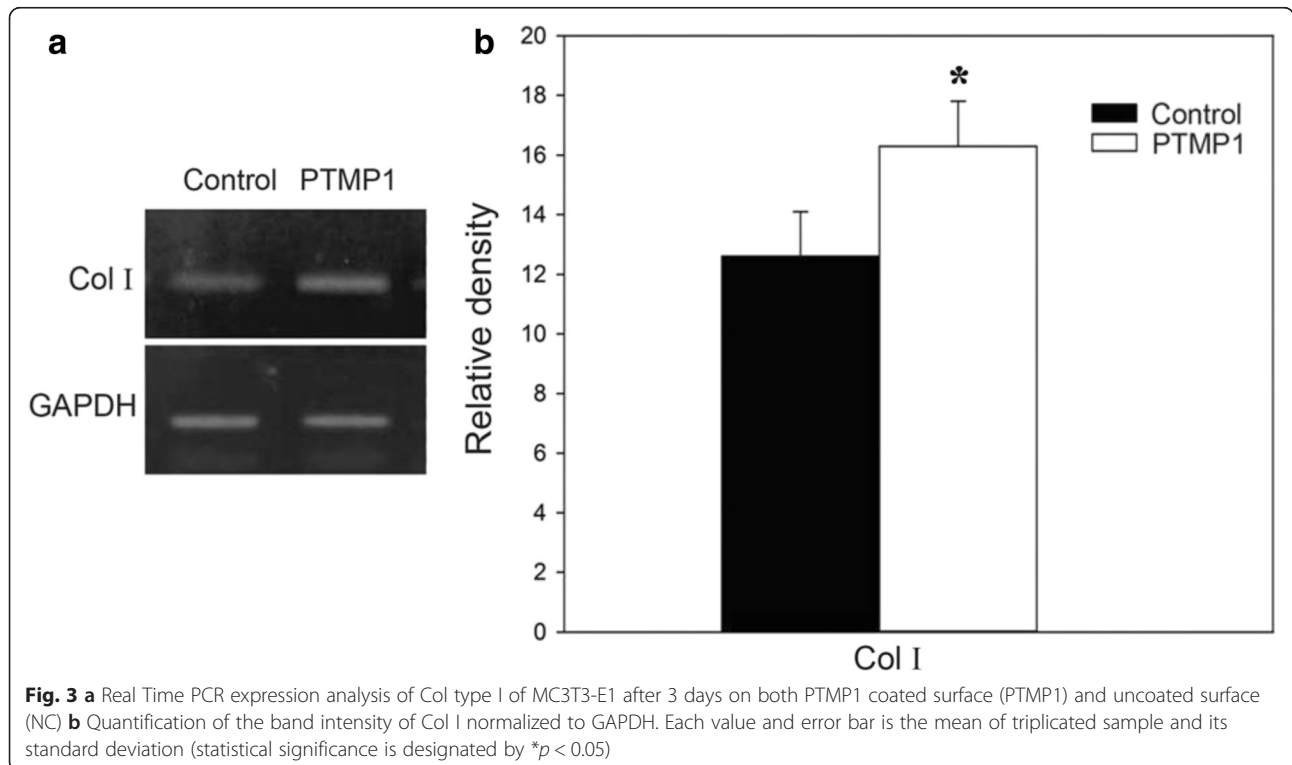 a
Control PTMP1
Col I
GAPDH
b
Relative density
20
18
16
14
12
10
8
6
4
2
0
*
Control
PTMP1
Col I
Fig. 3 a Real Time PCR expression analysis of Col type I of MC3T3-E1 after 3 days on both PTMP1 coated surface (PTMP1) and uncoated surface
(NC) b Quantification of the band intensity of Col I normalized to GAPDH. Each value and error bar is the mean of triplicated sample and its
standard deviation (statistical significance is designated by *p < 0.05)